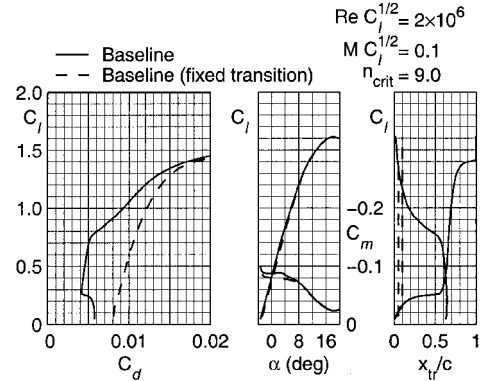 Re C_l^{1/2} = 2×10^6
M C_l^{1/2} = 0.1
n_crit = 9.0
Baseline
Baseline (fixed transition)
2.0
C_l
1.5
1.0
0.5
0
0
0.01
0.02
C_d
C_l
-0.2
C_m
-0.1
0
0
8
16
α (deg)
C_l
0
0.5
1
x_tr/c